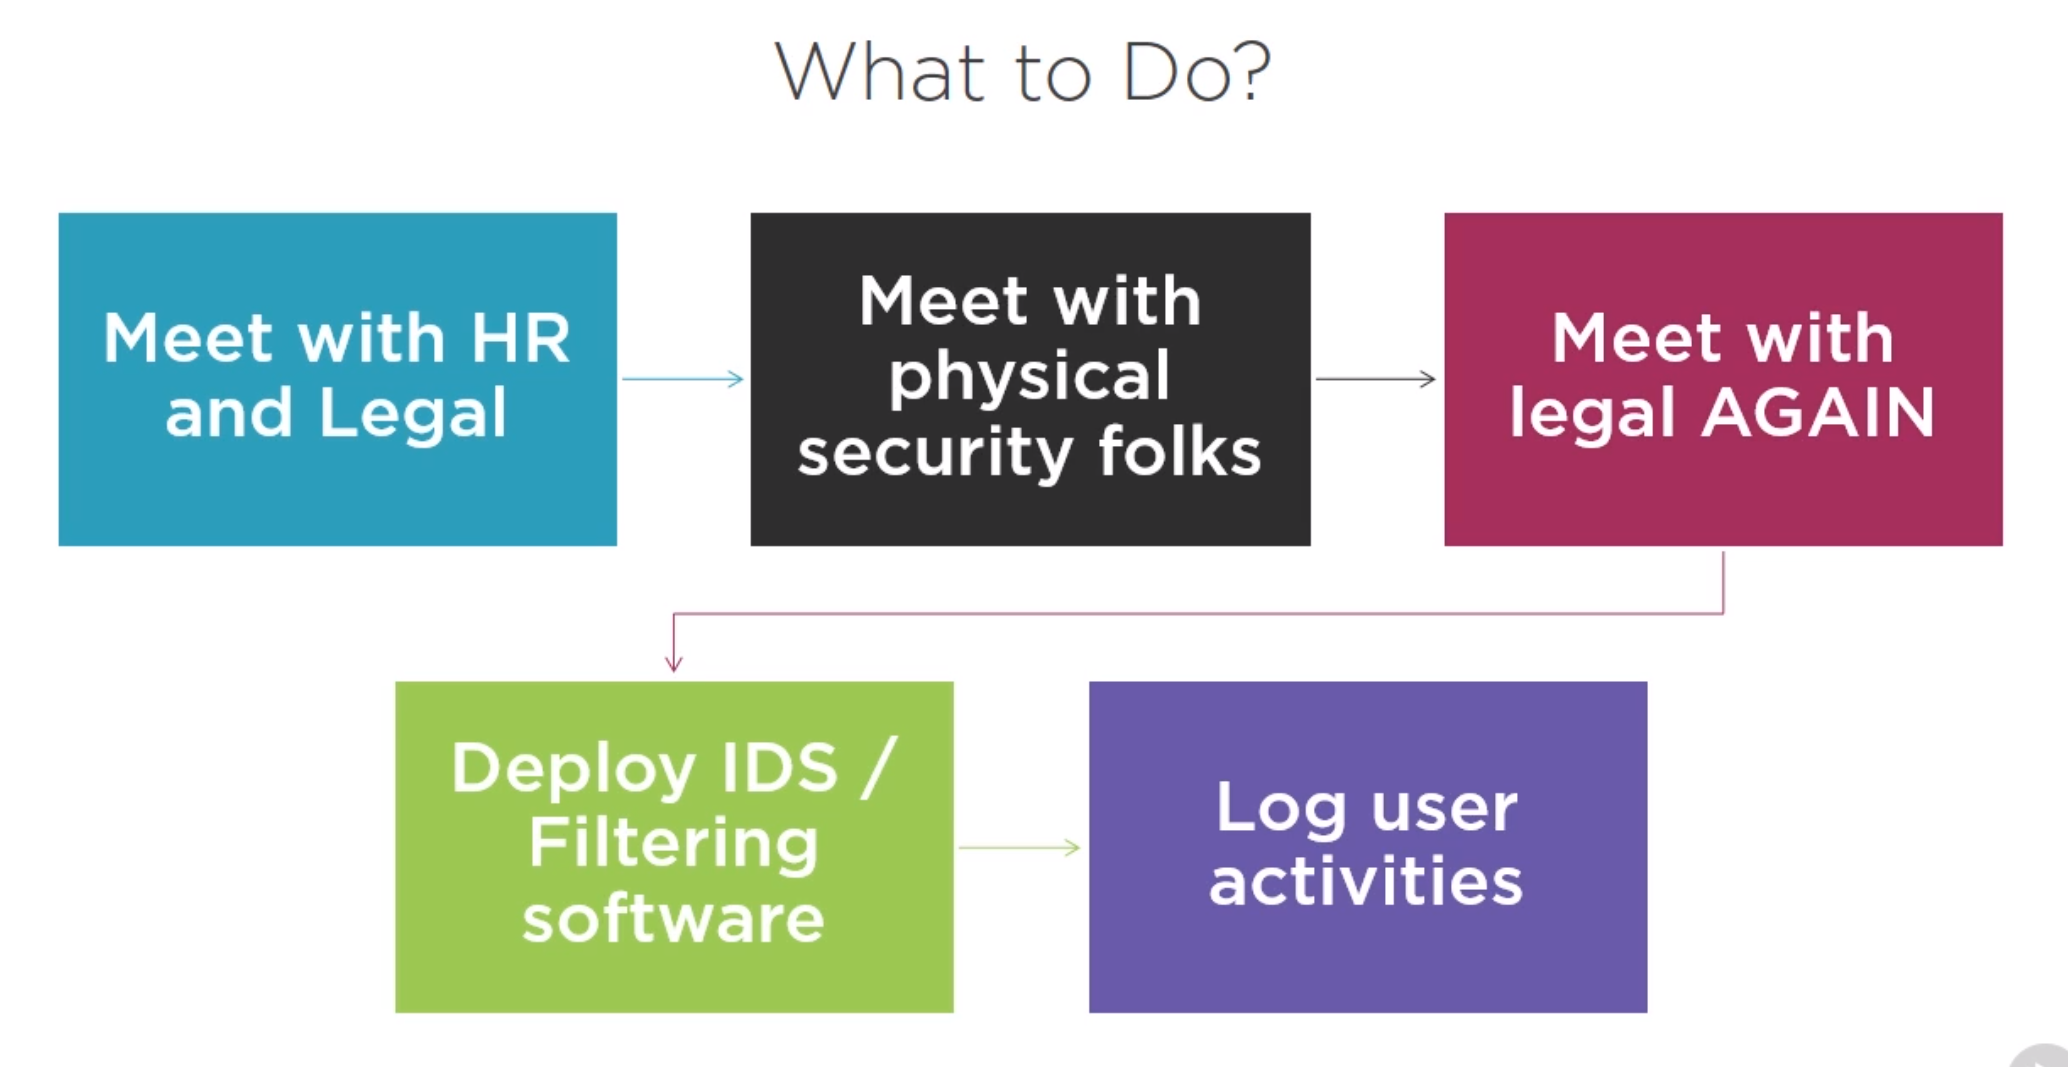 What to Do?
Meet with HR
and Legal
Meet with
physical
security folks
Meet with
legal AGAIN
Deploy IDS /
Filtering
software
Log user
activities